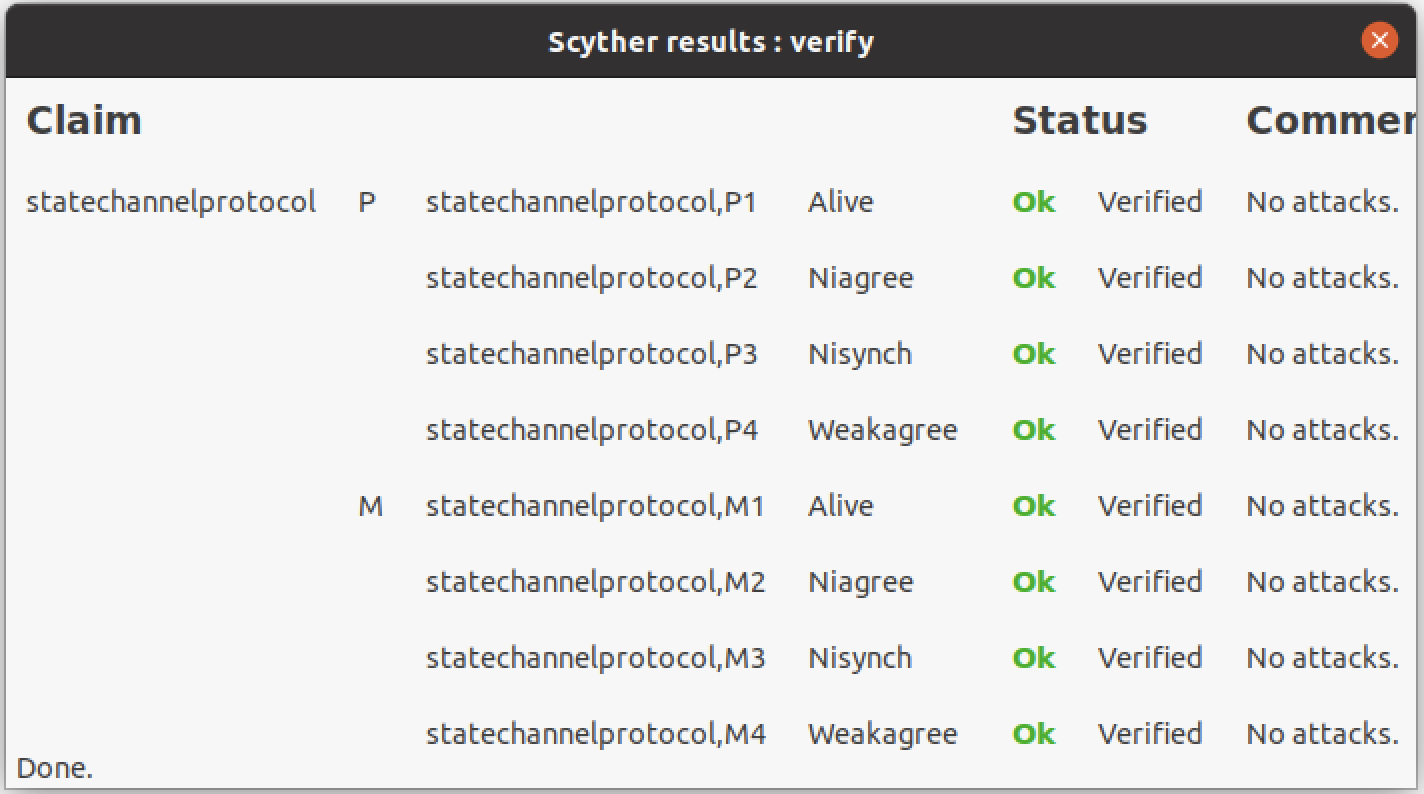 Scyther results : verify
Claim Status Commer
statechannelprotocol P statechannelprotocol,P1 Alive Ok Verified No attacks.
statechannelprotocol,P2 Niagree Ok Verified No attacks.
statechannelprotocol,P3 Nisynch Ok Verified No attacks.
statechannelprotocol,P4 Weakagree Ok Verified No attacks.
M statechannelprotocol,M1 Alive Ok Verified No attacks.
statechannelprotocol,M2 Niagree Ok Verified No attacks.
statechannelprotocol,M3 Nisynch Ok Verified No attacks.
statechannelprotocol,M4 Weakagree Ok Verified No attacks.
Done.